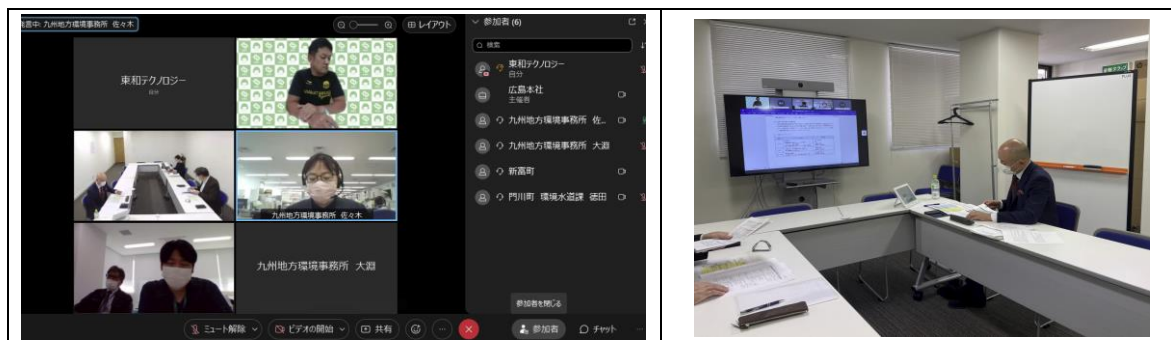 九州地方環境事務所 佐々木
レイアウト
東和テクノロジー
自分
九州地方環境事務所 佐々木
九州地方環境事務所 大淵
ミュート解除
ビデオの開始
共有
参加者
チャット
参加者 (6)
検索
東和テクノロジー
自分
広島本社
主催者
九州地方環境事務所 佐...
九州地方環境事務所 大淵
新富町
門川町 環境水道課 徳田
参加者を閉じる